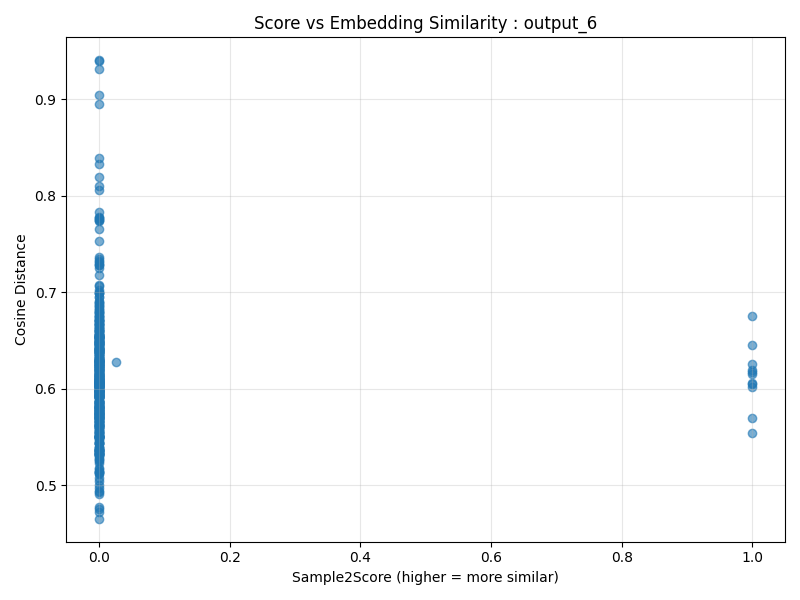 Score vs Embedding Similarity : output_6
Cosine Distance
0.9
0.8
0.7
0.6
0.5
0.0 0.2 0.4 0.6 0.8 1.0
Sample2Score (higher = more similar)